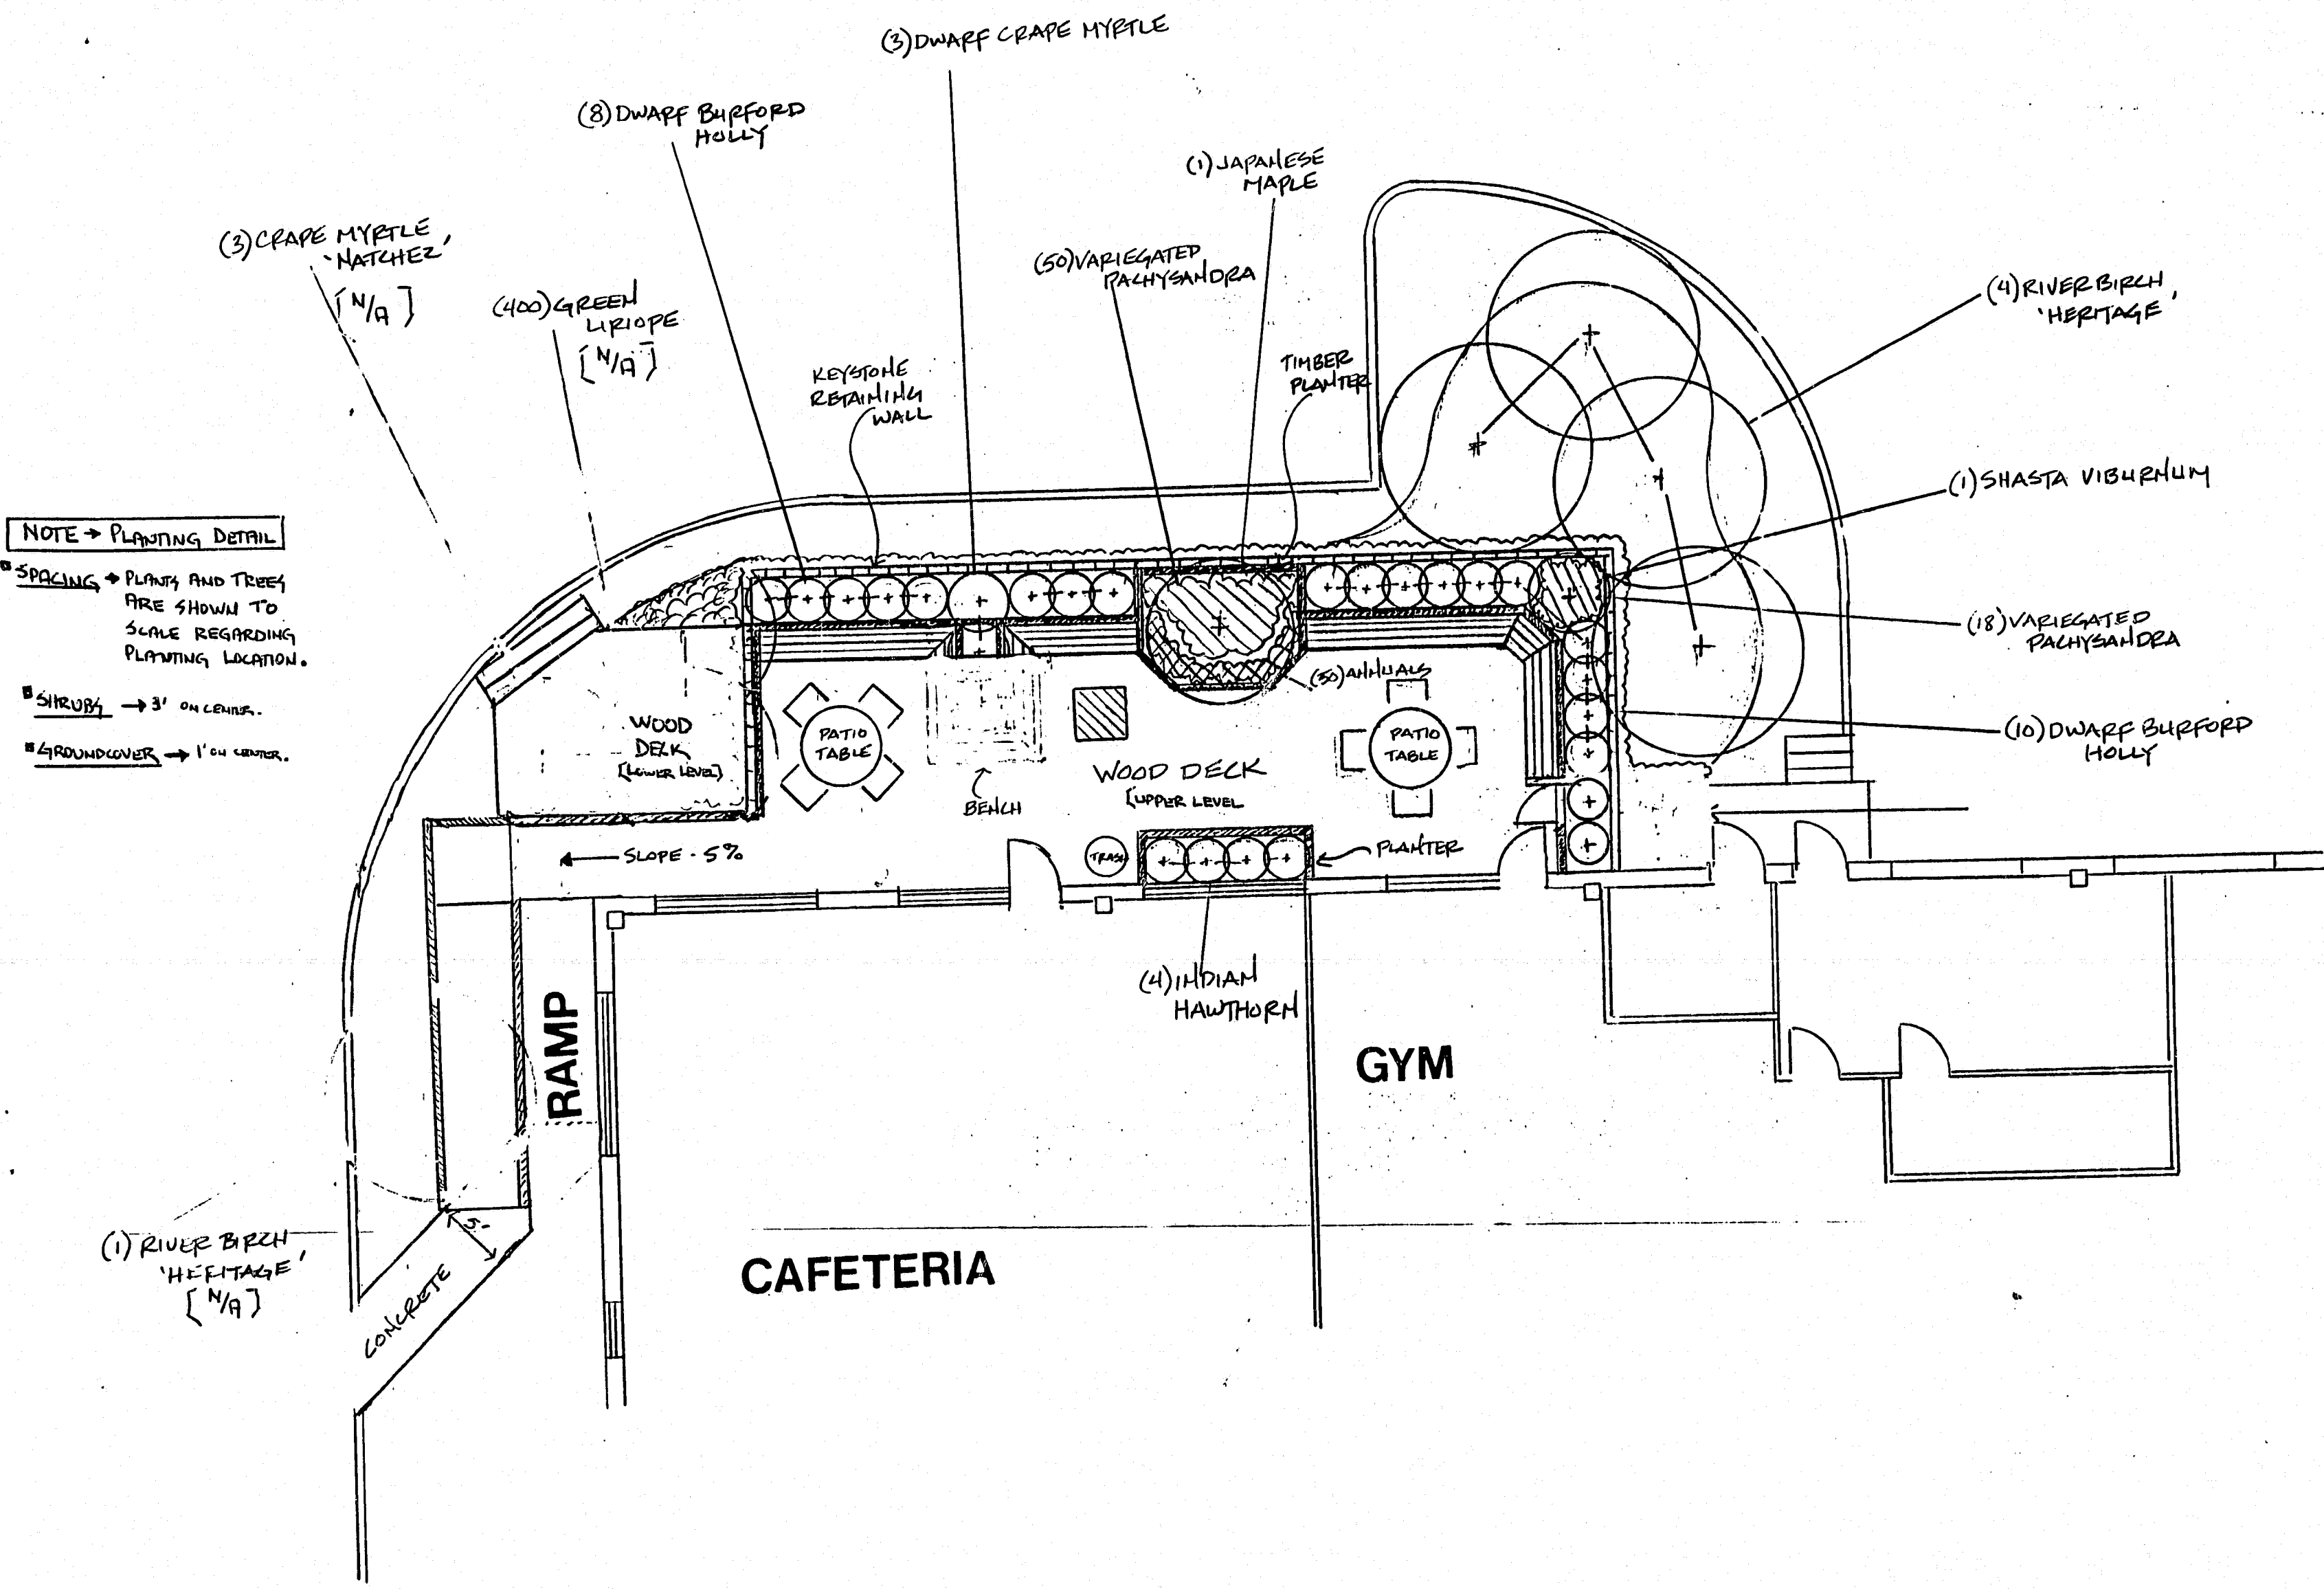 (3) DWARF CRAPE MYRTLE
(8) DWARF BURFORD
HOLLY
(1) JAPANESE
MAPLE
(3) CRAPE MYRTLE
'NATCHEZ'
[N/A]
(50) VARIEGATED
PACHYSANDRA
(400) GREEN
LIRIOPE
[N/A]
(4) RIVER BIRCH
'HERITAGE'
KEYSTONE
RETAINING
WALL
TIMBER
PLANTER
(1) SHASTA VIBURNUM
NOTE → PLANTING DETAIL
SPACING → PLANTS AND TREES
ARE SHOWN TO
SCALE REGARDING
PLANTING LOCATION.
SHRUBS → 3' ON CENTER.
GROUNDCOVER → 1' ON CENTER.
(18) VARIEGATED
PACHYSANDRA
(50) ANNUALS
WOOD
DECK
[LOWER LEVEL]
PATIO
TABLE
PATIO
TABLE
(10) DWARF BURFORD
HOLLY
WOOD DECK
[UPPER LEVEL
BENCH
SLOPE - 5%
TRASH
PLANTER
(4) INDIAN
HAWTHORN
RAMP
GYM
(1) RIVER BIRCH
'HERITAGE'
[N/A]
5'
CONCRETE
CAFETERIA